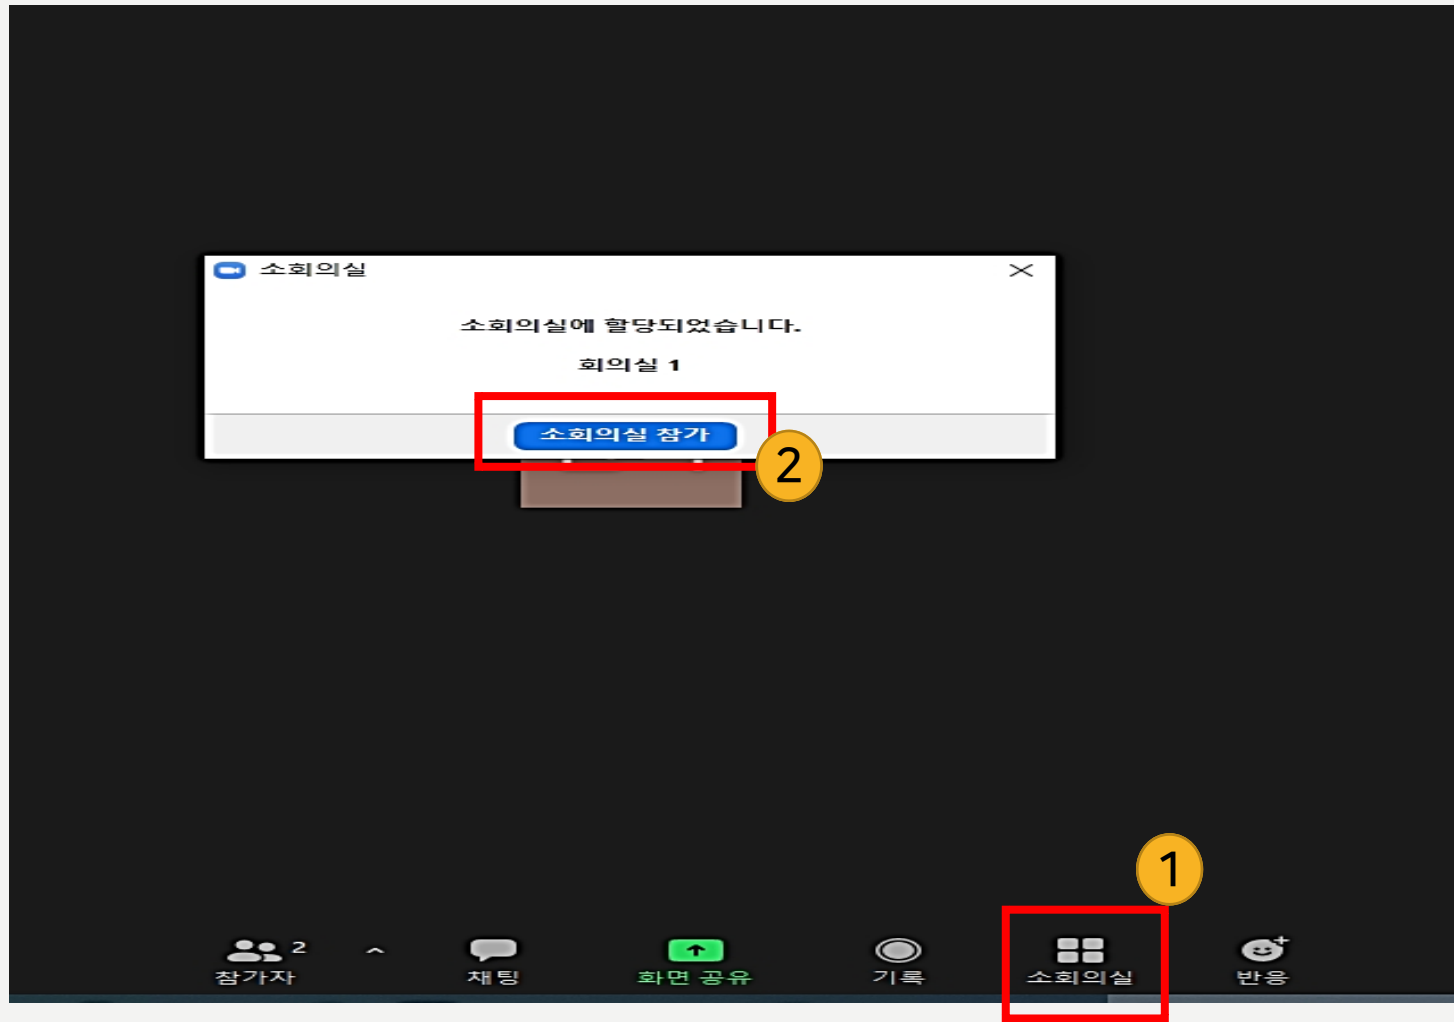 소회의실
소회의실에 할당되었습니다.
회의실 1
소회의실 참가
2
1
2
참가자 채팅 화면 공유 기록 소회의실 반응